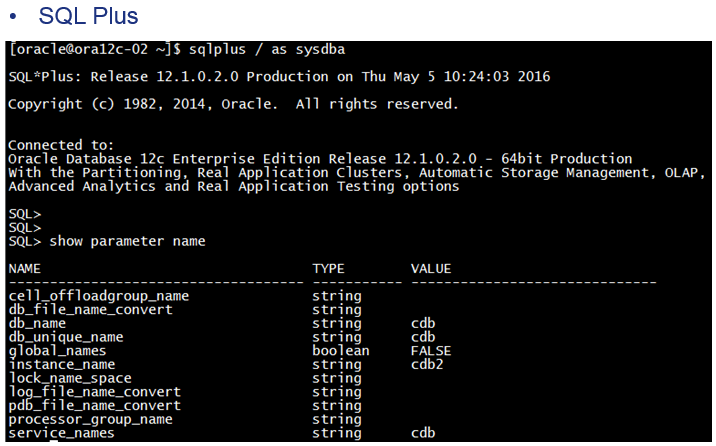 • SQL Plus
[oracle@ora12c-02 ~]$ sqlplus / as sysdba
SQL*Plus: Release 12.1.0.2.0 Production on Thu May 5 10:24:03 2016
Copyright (c) 1982, 2014, Oracle.  All rights reserved.
Connected to:
Oracle Database 12c Enterprise Edition Release 12.1.0.2.0 - 64bit Production
With the Partitioning, Real Application Clusters, Automatic Storage Management, OLAP,
Advanced Analytics and Real Application Testing options
SQL>
SQL>
SQL> show parameter name
NAME                                 TYPE        VALUE
------------------------------------ ----------- ------------------------------
cell_offloadgroup_name               string
db_file_name_convert                 string
db_name                              string      cdb
db_unique_name                       string      cdb
global_names                         boolean     FALSE
instance_name                        string      cdb2
lock_name_space                      string
log_file_name_convert                string
pdb_file_name_convert                string
processor_group_name                 string
service_names                        string      cdb